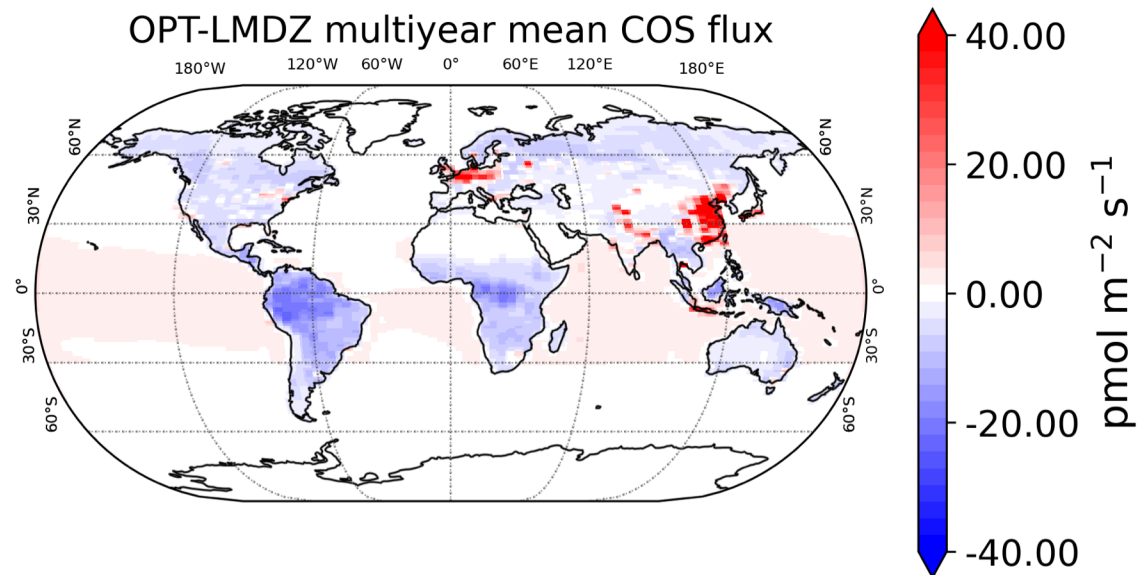 OPT-LMDZ multiyear mean COS flux
180°W 120°W 60°W 0° 60°E 120°E 180°E
60°N 60°N
30°N 30°N
0° 0°
30°S 30°S
60°S 60°S
40.00
20.00
0.00
-20.00
-40.00
pmol m⁻² s⁻¹